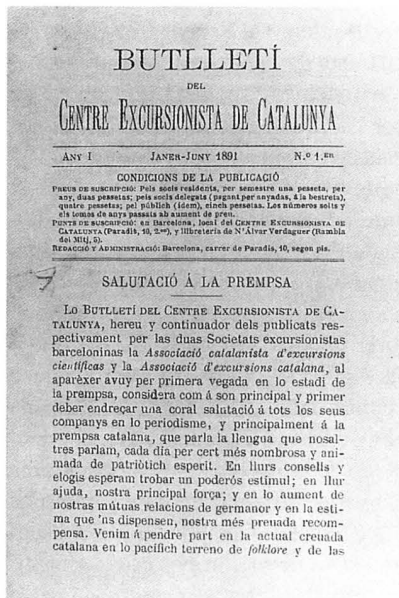 BUTLLETÍ
DEL
CENTRE EXCURSIONISTA DE CATALUNYA
ANY I JANER-JUNY 1891 N.º 1.ER
CONDICIONS DE LA PUBLICACIÓ
PREUS DE SUSCRIPCIÓ: Pels socis residents, per semestre una pesseta, per
any, duas pessetas; pels socis delegats (pagant per anyadas, á la bestreta),
quatre pessetas; pel públich (ídem), cinch pessetas. Los números solts y
els tomos de anys passats ab aument de preu.
PUNTS DE SUSCRIPCIÓ: en Barcelona, local del CENTRE EXCURSIONISTA DE
CATALUNYA (Paradís, 10, 2.on), y llibreteria de N'Álvar Verdaguer (Rambla
del Mitj, 5).
REDACCIÓ Y ADMINISTRACIÓ: Barcelona, carrer de Paradís, 10, segon pis.
SALUTACIÓ Á LA PREMPSA
LO BUTLLETÍ DEL CENTRE EXCURSIONISTA DE CA-
TALUNYA, hereu y continuador dels publicats res-
pectivament per las duas Societats excursionistas
barceloninas la Associació catalanista d'excursions
científicas y la Associació d'excursions catalana, al
aparèxer avuy per primera vegada en lo estadi de
la prempsa, considera com á son principal y primer
deber endreçar una coral salutació á tots los seus
companys en lo periodisme, y principalment á la
prempsa catalana, que parla la llengua que nosal-
tres parlam, cada día per cert més nombrosa y ani-
mada de patriòtich esperit. En llurs consells y
elogis esperam trobar un poderós estímul; en llur
ajuda, nostra principal força; y en lo aument de
nostras mútuas relacions de germanor y en la esti-
ma que 'ns dispensen, nostra més preuada recom-
pensa. Venim á pendre part en la actual creuada
catalana en lo pacífich terreno de folklore y de las